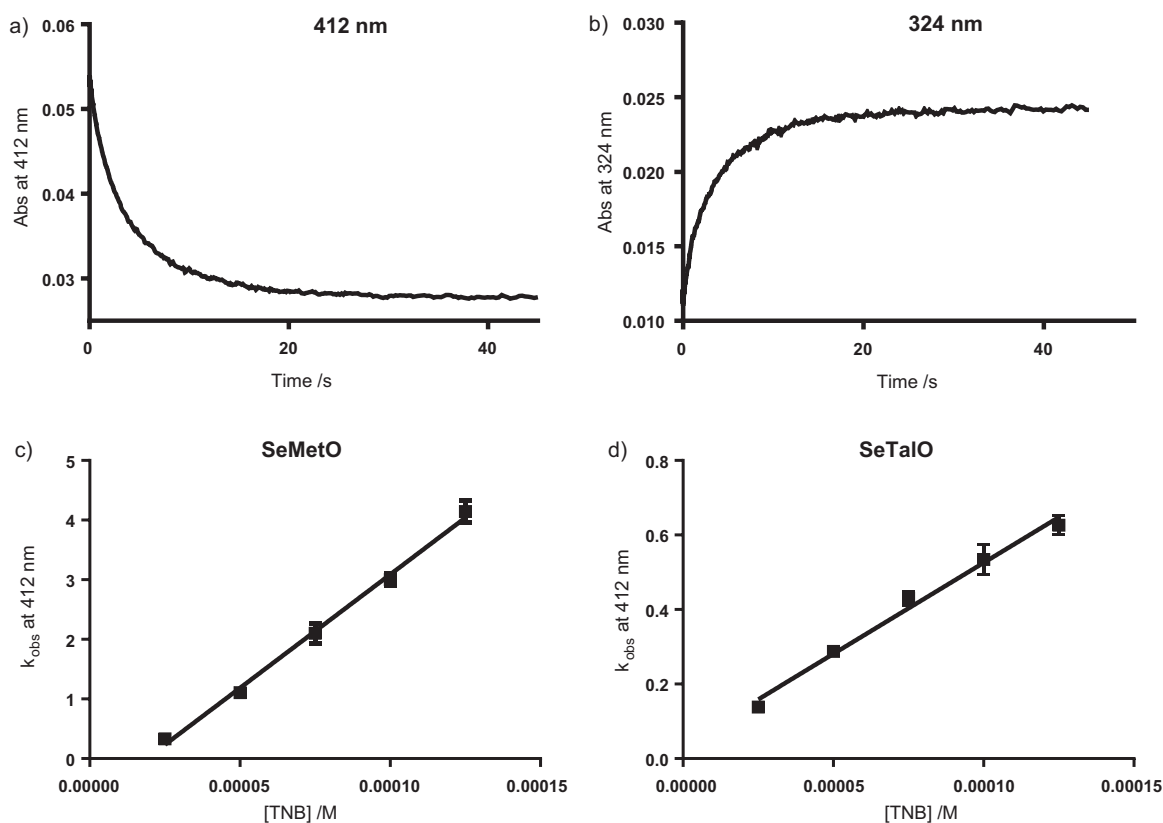 a)
412 nm
0.06
0.05
0.04
0.03
Abs at 412 nm
0
20
40
Time /s
b)
324 nm
0.030
0.025
0.020
0.015
0.010
Abs at 324 nm
0
20
40
Time /s
c)
SeMetO
5
4
3
2
1
0
kobs at 412 nm
0.00000
0.00005
0.00010
0.00015
[TNB] /M
d)
SeTalO
0.8
0.6
0.4
0.2
0.0
kobs at 412 nm
0.00000
0.00005
0.00010
0.00015
[TNB] /M